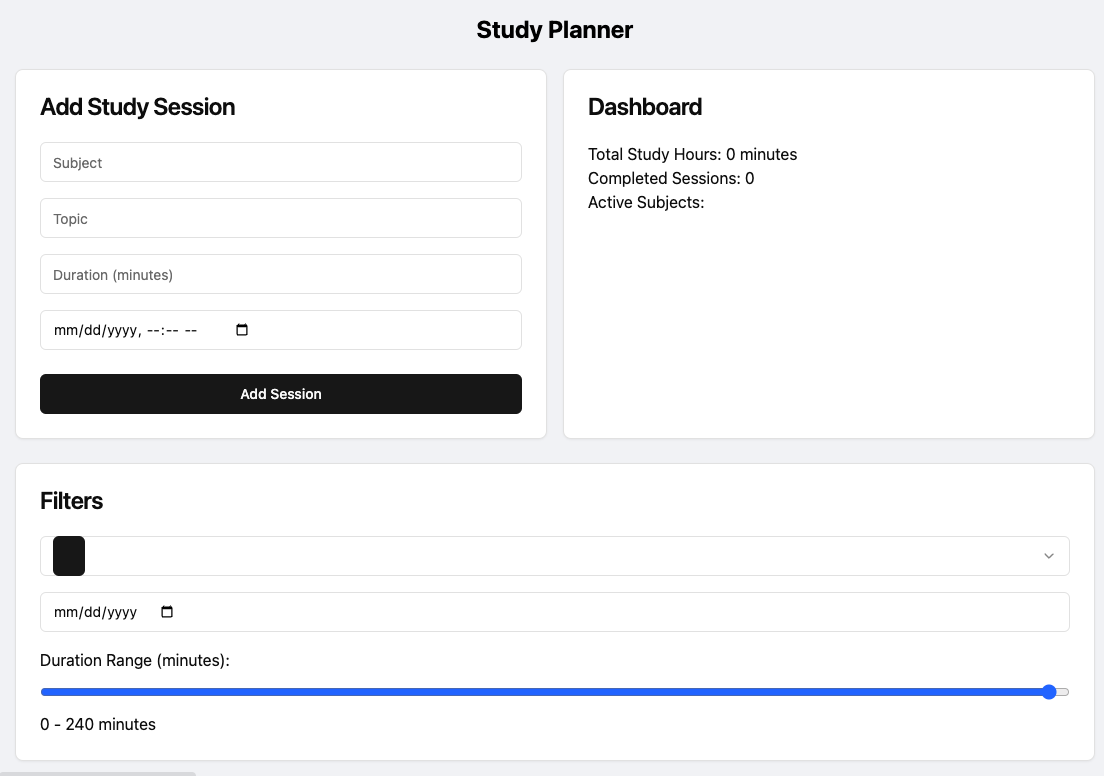 Study Planner
Add Study Session
Subject
Topic
Duration (minutes)
mm/dd/yyyy, --:-- --
Add Session
Dashboard
Total Study Hours: 0 minutes
Completed Sessions: 0
Active Subjects:
Filters
mm/dd/yyyy
Duration Range (minutes):
0 - 240 minutes